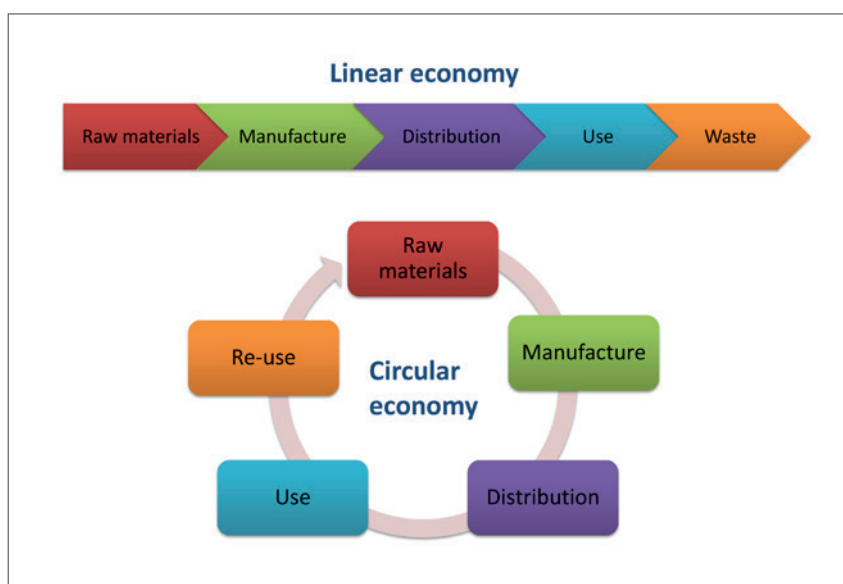 Linear economy
Raw materials
Manufacture
Distribution
Use
Waste
Raw
materials
Manufacture
Distribution
Use
Re-use
Circular
economy